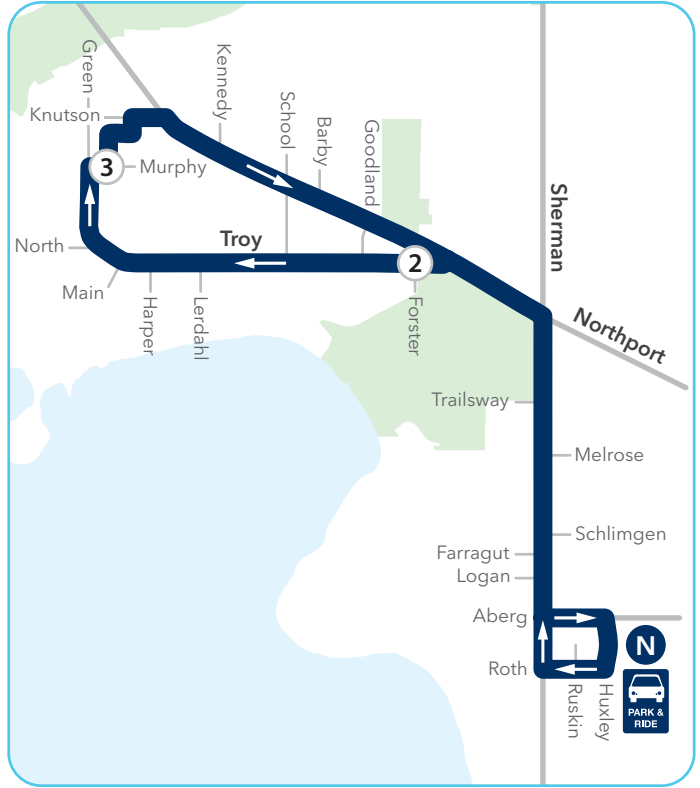 Green
Knutson
Kennedy
School
Barby
Goodland
3
Murphy
Troy
North
Main
Harper
Lerdahl
2
Forster
Sherman
Northport
Trailsway
Melrose
Schlimgen
Farragut
Logan
Aberg
Roth
Ruskin
Huxley
N
PARK &
RIDE